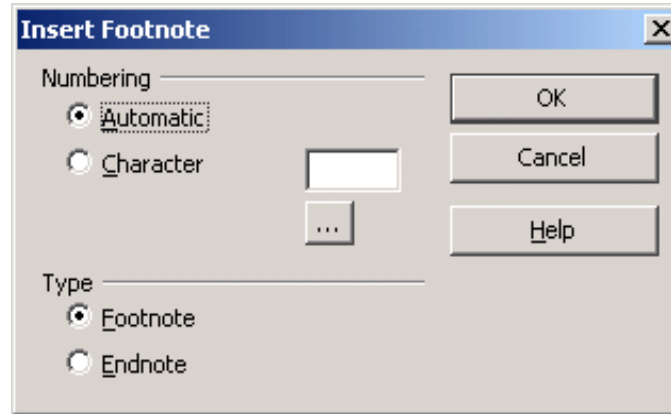 Insert Footnote
Numbering
Automatic
Character
...
Type
Footnote
Endnote
OK
Cancel
Help